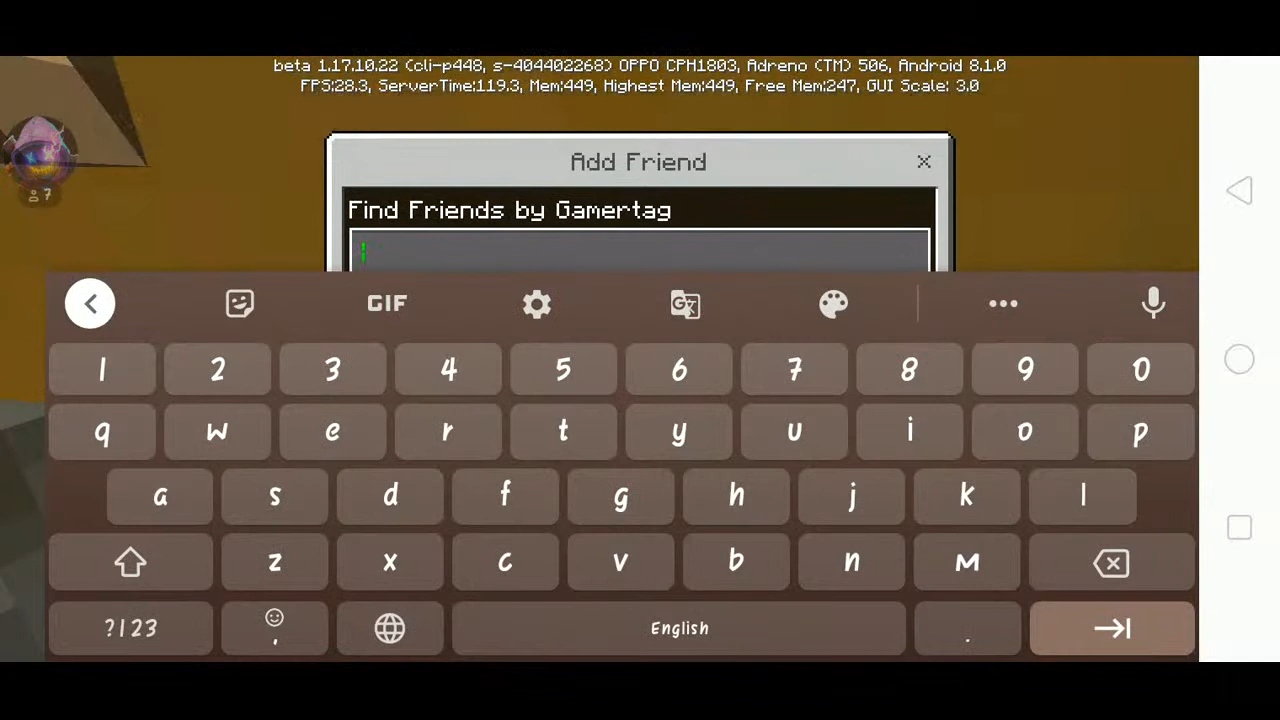 beta 1.17.10.22 (cli-p448, s-404402268) OPPO CPH1803, Adreno (TM) 506, Android 8.1.0
FPS:28.3, ServerTime:119.3, Mem:449, Highest Mem:449, Free Mem:247, GUI Scale: 3.0
Add Friend
7
Find Friends by Gamertag
GIF
1 2 3 4 5 6 7 8 9 0
q w e r t y u i o p
a s d f g h j k l
z x c v b n m
?123 , English .